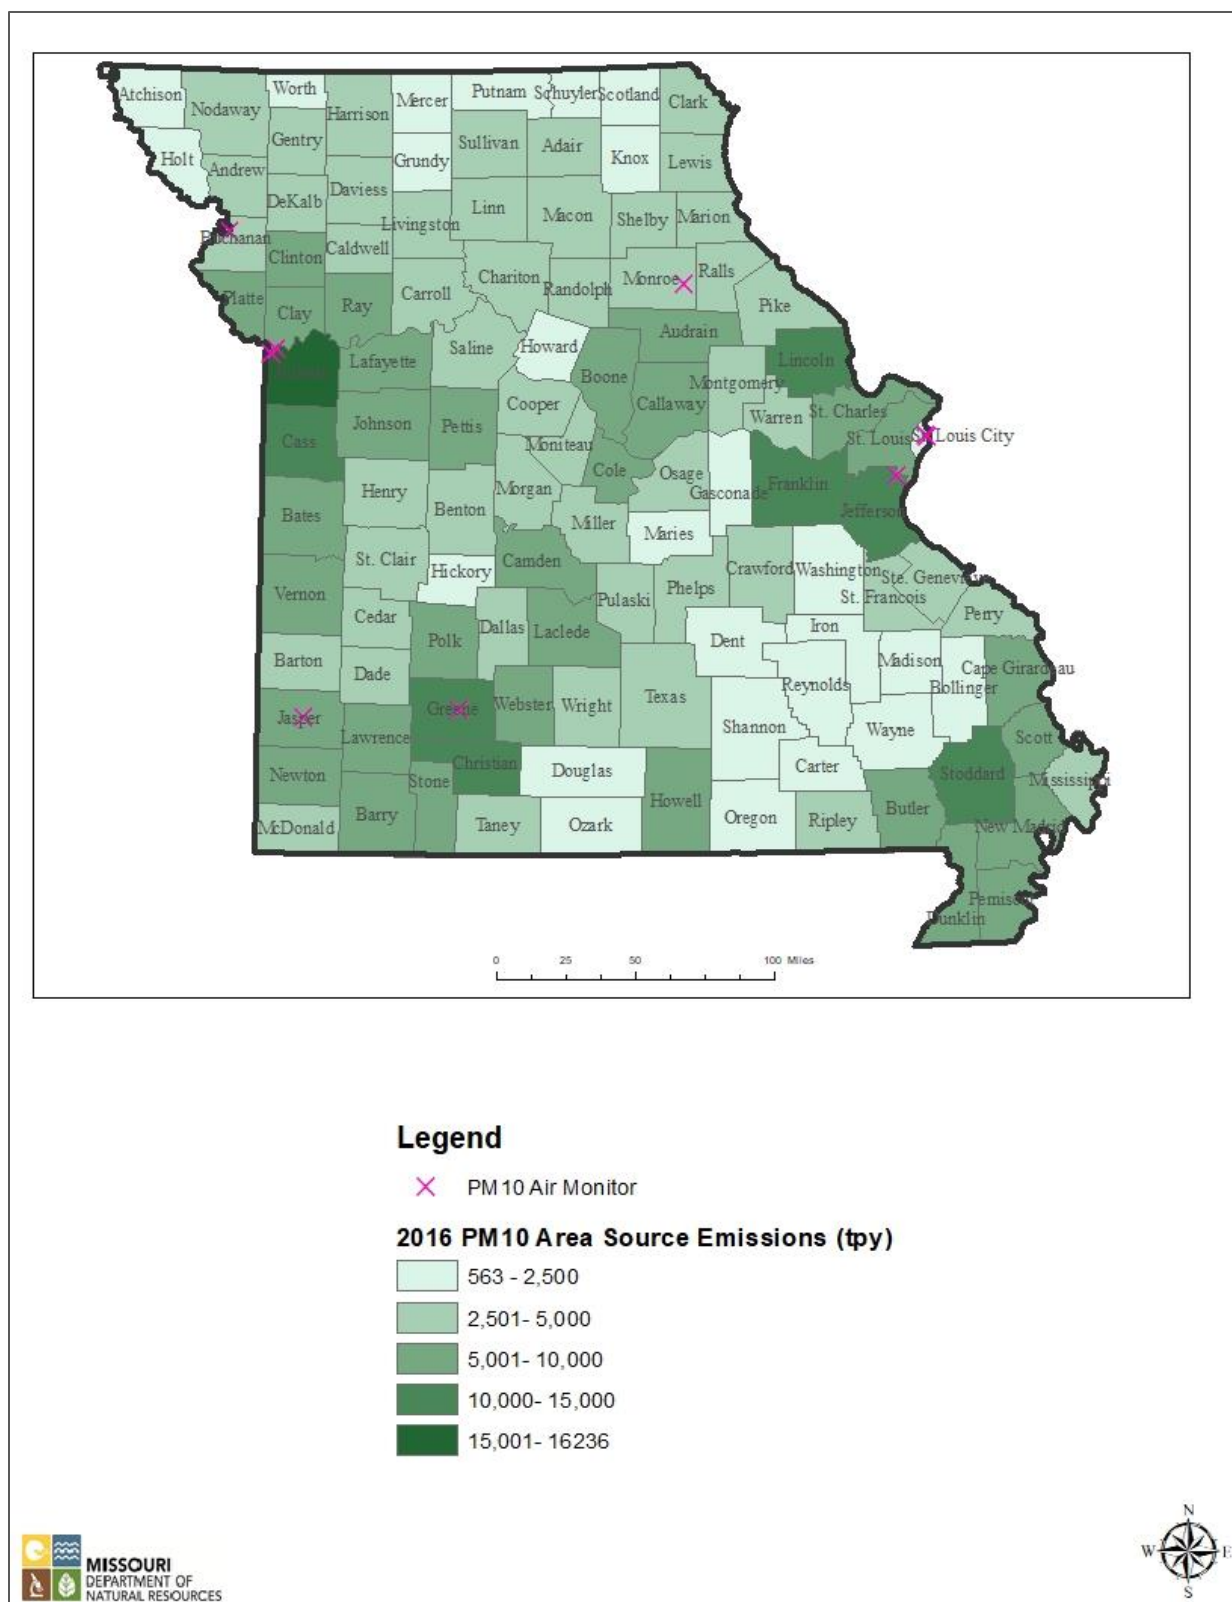 Atchison
Nodaway
Worth
Harrison
Mercer
Putnam
Schuyler
Scotland
Clark
Gentry
Sullivan
Adair
Knox
Lewis
Holt
Andrew
Grundy
DeKalb
Daviess
Livingston
Linn
Macon
Shelby
Marion
Buchanan
Clinton
Caldwell
Chariton
Randolph
Monroe
Ralls
Platte
Clay
Ray
Carroll
Pike
Audrain
Lafayette
Saline
Howard
Boone
Lincoln
Cass
Johnson
Pettis
Cooper
Callaway
Montgomery
Warren
St. Charles
St. Louis
St. Louis City
Moniteau
Cole
Osage
Gasconade
Franklin
Jefferson
Bates
Henry
Benton
Morgan
Miller
Maries
St. Clair
Hickory
Camden
Crawford
Washington
Ste. Genevieve
St. Francois
Vernon
Cedar
Polk
Dallas
Laclede
Pulaski
Phelps
Dent
Iron
Perry
Barton
Dade
Madison
Cape Girardeau
Bollinger
Reynolds
Jasper
Greene
Webster
Wright
Texas
Shannon
Wayne
Scott
Lawrence
Newton
Stone
Christian
Douglas
Howell
Carter
Stoddard
Mississippi
McDonald
Barry
Taney
Ozark
Oregon
Ripley
Butler
New Madrid
Pemiscot
Dunklin
0 25 50 100 Miles
Legend
PM10 Air Monitor
2016 PM10 Area Source Emissions (tpy)
563 - 2,500
2,501- 5,000
5,001- 10,000
10,000- 15,000
15,001- 16236
MISSOURI
DEPARTMENT OF
NATURAL RESOURCES
N
W E
S